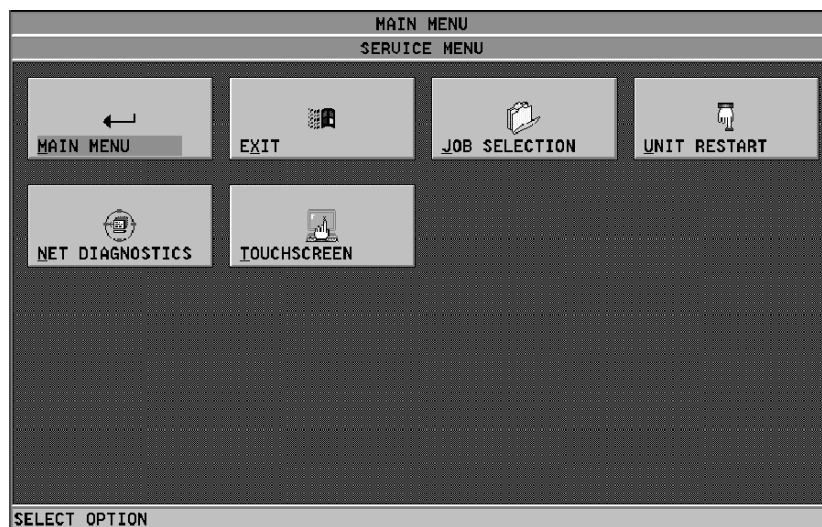 MAIN MENU
SERVICE MENU
MAIN MENU
EXIT
JOB SELECTION
UNIT RESTART
NET DIAGNOSTICS
TOUCHSCREEN
SELECT OPTION